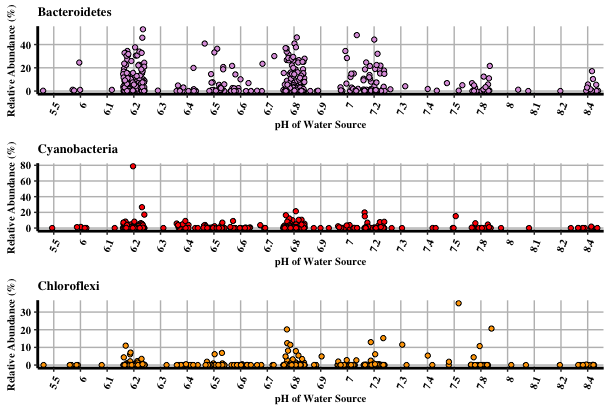 Bacteroidetes
Relative Abundance (%)
40
20
0
5.5 6 6.1 6.2 6.3 6.4 6.5 6.6 6.7 6.8 6.9 7 7.1 7.2 7.3 7.4 7.5 7.8 8 8.1 8.2 8.4
pH of Water Source
Cyanobacteria
Relative Abundance (%)
80
60
40
20
0
5.5 6 6.1 6.2 6.3 6.4 6.5 6.6 6.7 6.8 6.9 7 7.1 7.2 7.3 7.4 7.5 7.8 8 8.1 8.2 8.4
pH of Water Source
Chloroflexi
Relative Abundance (%)
30
20
10
0
5.5 6 6.1 6.2 6.3 6.4 6.5 6.6 6.7 6.8 6.9 7 7.1 7.2 7.3 7.4 7.5 7.8 8 8.1 8.2 8.4
pH of Water Source